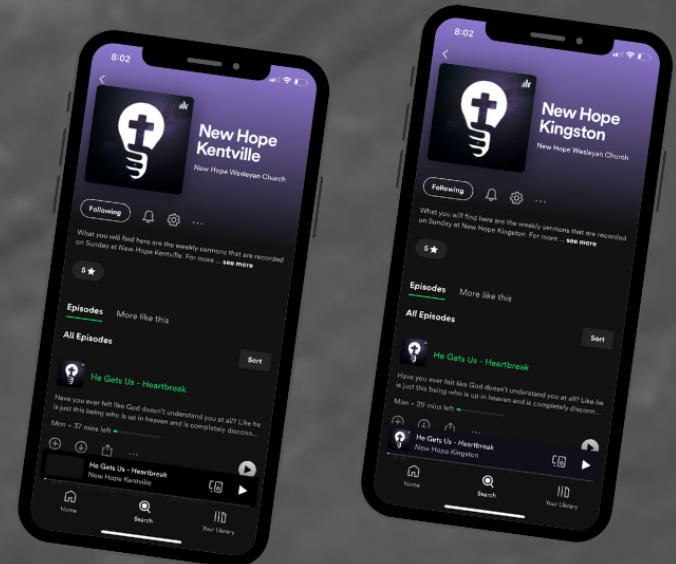 8:02
New Hope
Kentville
New Hope Wesleyan Church
Following
What you will find here are the weekly sermons that are recorded
on Sunday at New Hope Kentville. For more ... see more
5★
Episodes
More like this
All Episodes
Sort
He Gets Us - Heartbreak
Have you ever felt like God doesn't understand you at all? Like he
is just this being who is up in heaven and is completely disconn...
Mon • 37 mins left
He Gets Us - Heartbreak
New Hope Kentville
Home
Search
Your Library
8:02
New Hope
Kingston
New Hope Wesleyan Church
Following
What you will find here are the weekly sermons that are recorded
on Sunday at New Hope Kingston. For more ... see more
5★
Episodes
More like this
All Episodes
Sort
He Gets Us - Heartbreak
Have you ever felt like God doesn't understand you at all? Like he
is just this being who is up in heaven and is completely disconn...
Mon • 29 mins left
He Gets Us - Heartbreak
New Hope Kingston
Home
Search
Your Library